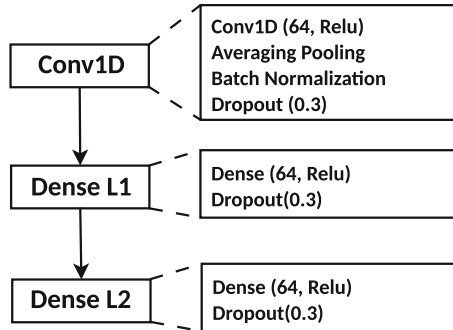 Conv1D
Conv1D (64, Relu)
Averaging Pooling
Batch Normalization
Dropout (0.3)
Dense L1
Dense (64, Relu)
Dropout(0.3)
Dense L2
Dense (64, Relu)
Dropout(0.3)